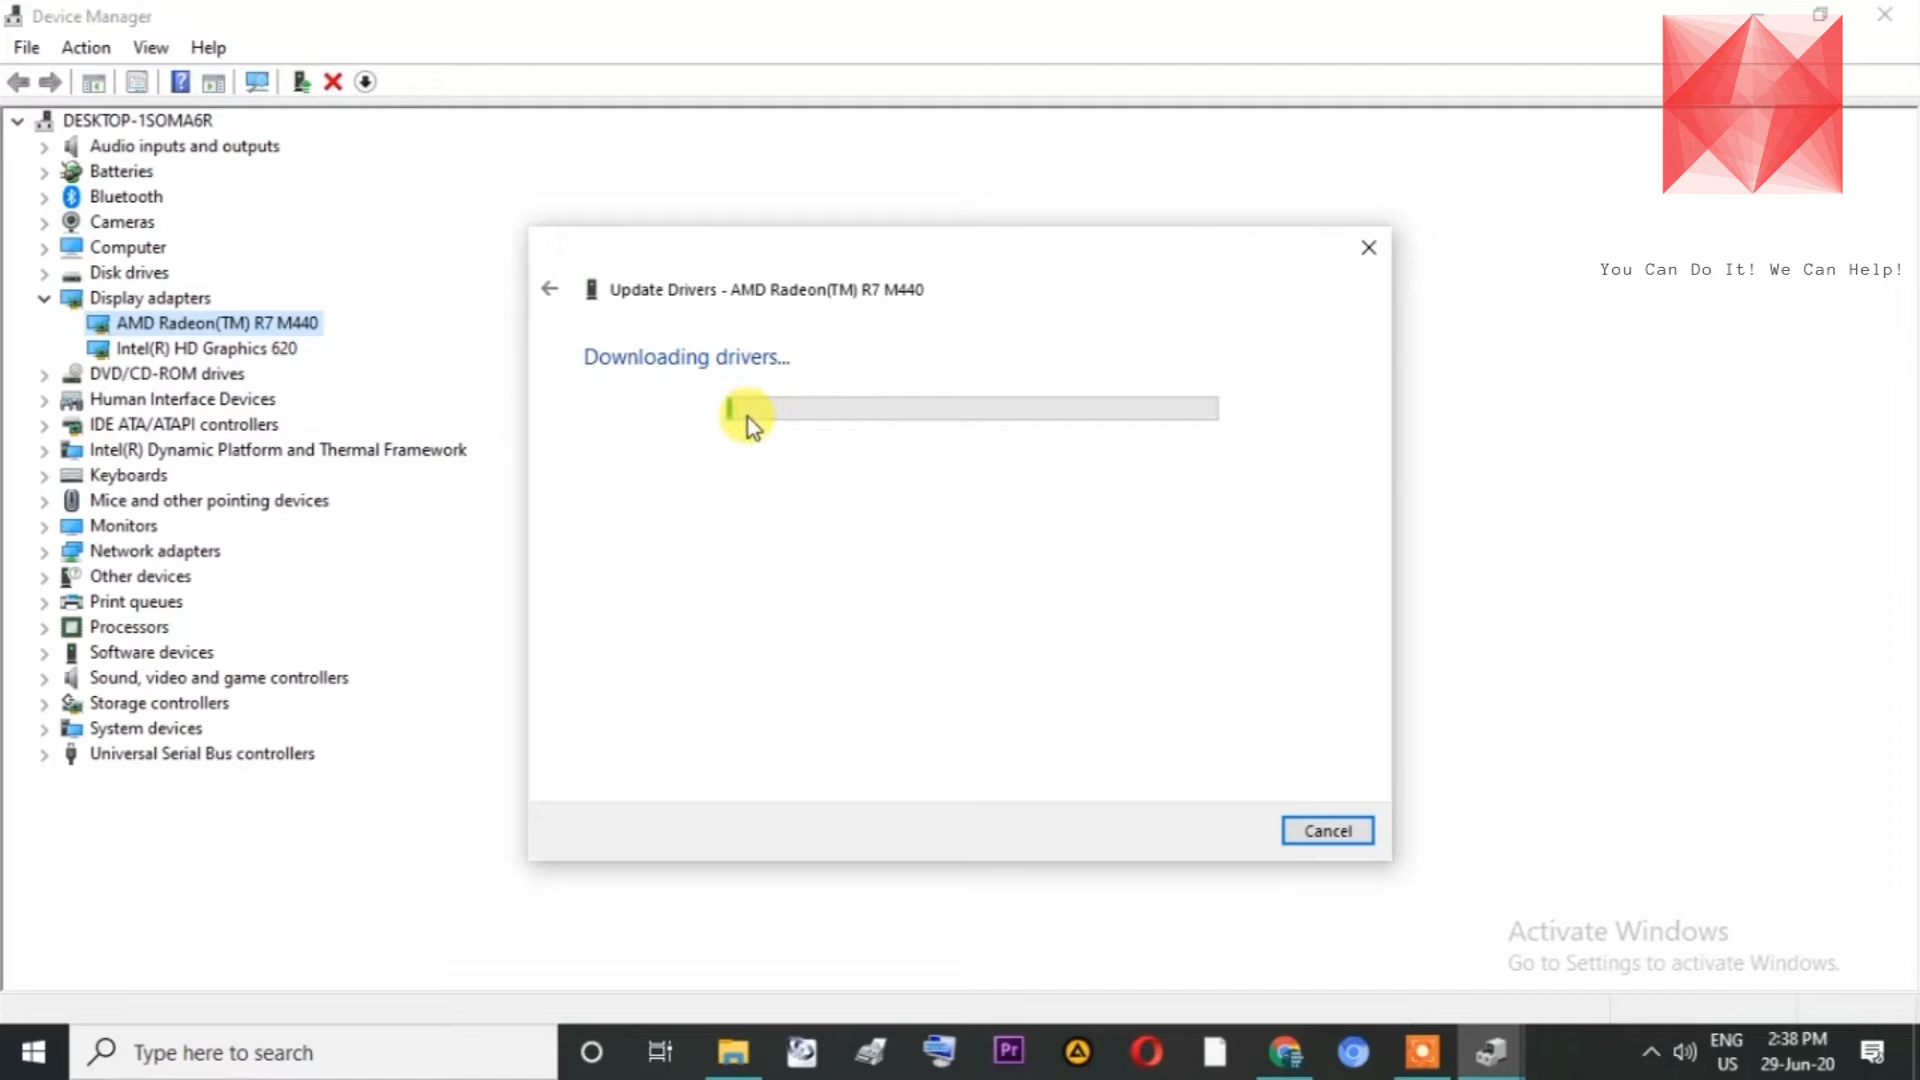 Device Manager
File Action View Help
DESKTOP-1SOMA6R
Audio inputs and outputs
Batteries
Bluetooth
Cameras
Computer
Disk drives
Display adapters
AMD Radeon(TM) R7 M440
Intel(R) HD Graphics 620
DVD/CD-ROM drives
Human Interface Devices
IDE ATA/ATAPI controllers
Intel(R) Dynamic Platform and Thermal Framework
Keyboards
Mice and other pointing devices
Monitors
Network adapters
Other devices
Print queues
Processors
Software devices
Sound, video and game controllers
Storage controllers
System devices
Universal Serial Bus controllers
Update Drivers - AMD Radeon(TM) R7 M440
Downloading drivers...
Cancel
You Can Do It! We Can Help!
Activate Windows
Go to Settings to activate Windows.
Type here to search
Pr
ENG
US
2:38 PM
29-Jun-20